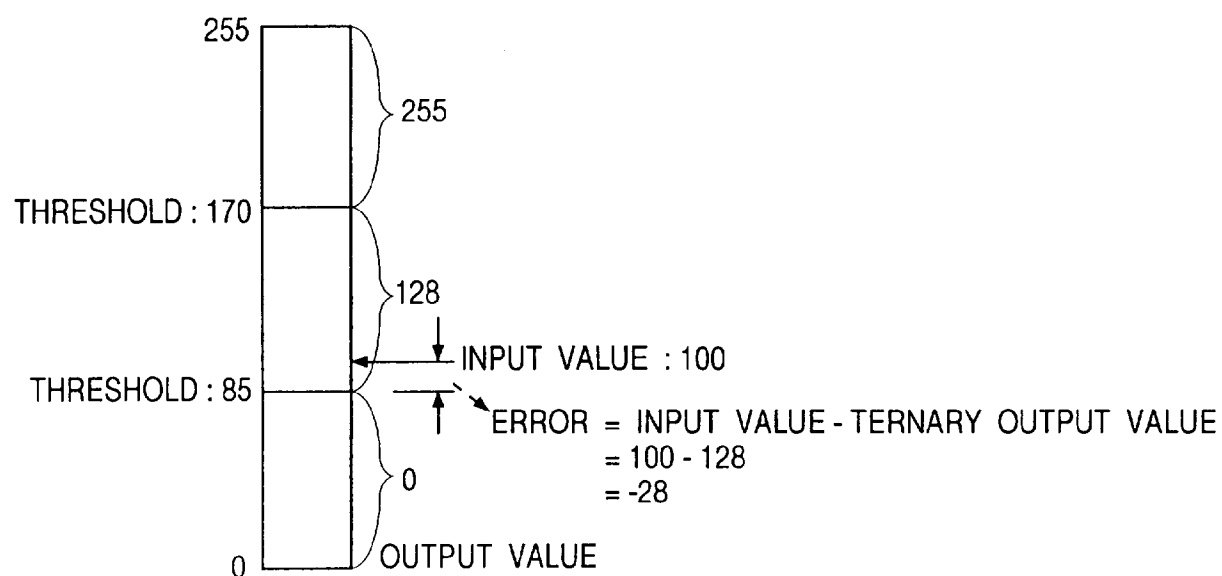 255
255
THRESHOLD : 170
128
INPUT VALUE : 100
THRESHOLD : 85
ERROR = INPUT VALUE - TERNARY OUTPUT VALUE
= 100 - 128
= -28
0
OUTPUT VALUE
0